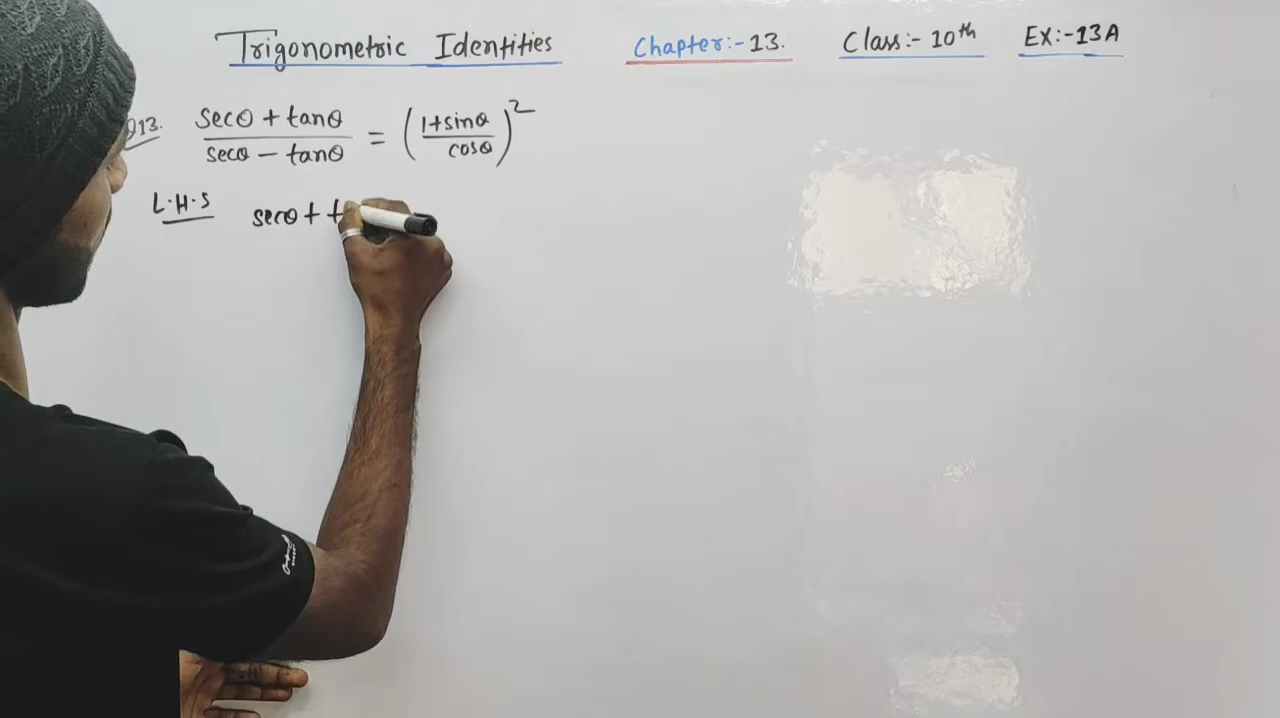 Trigonometric Identities Chapter:-13. Class:- 10th Ex:-13A
Q13. secθ + tanθ / secθ - tanθ = (1+sinθ / cosθ)²
L.H.S secθ + t